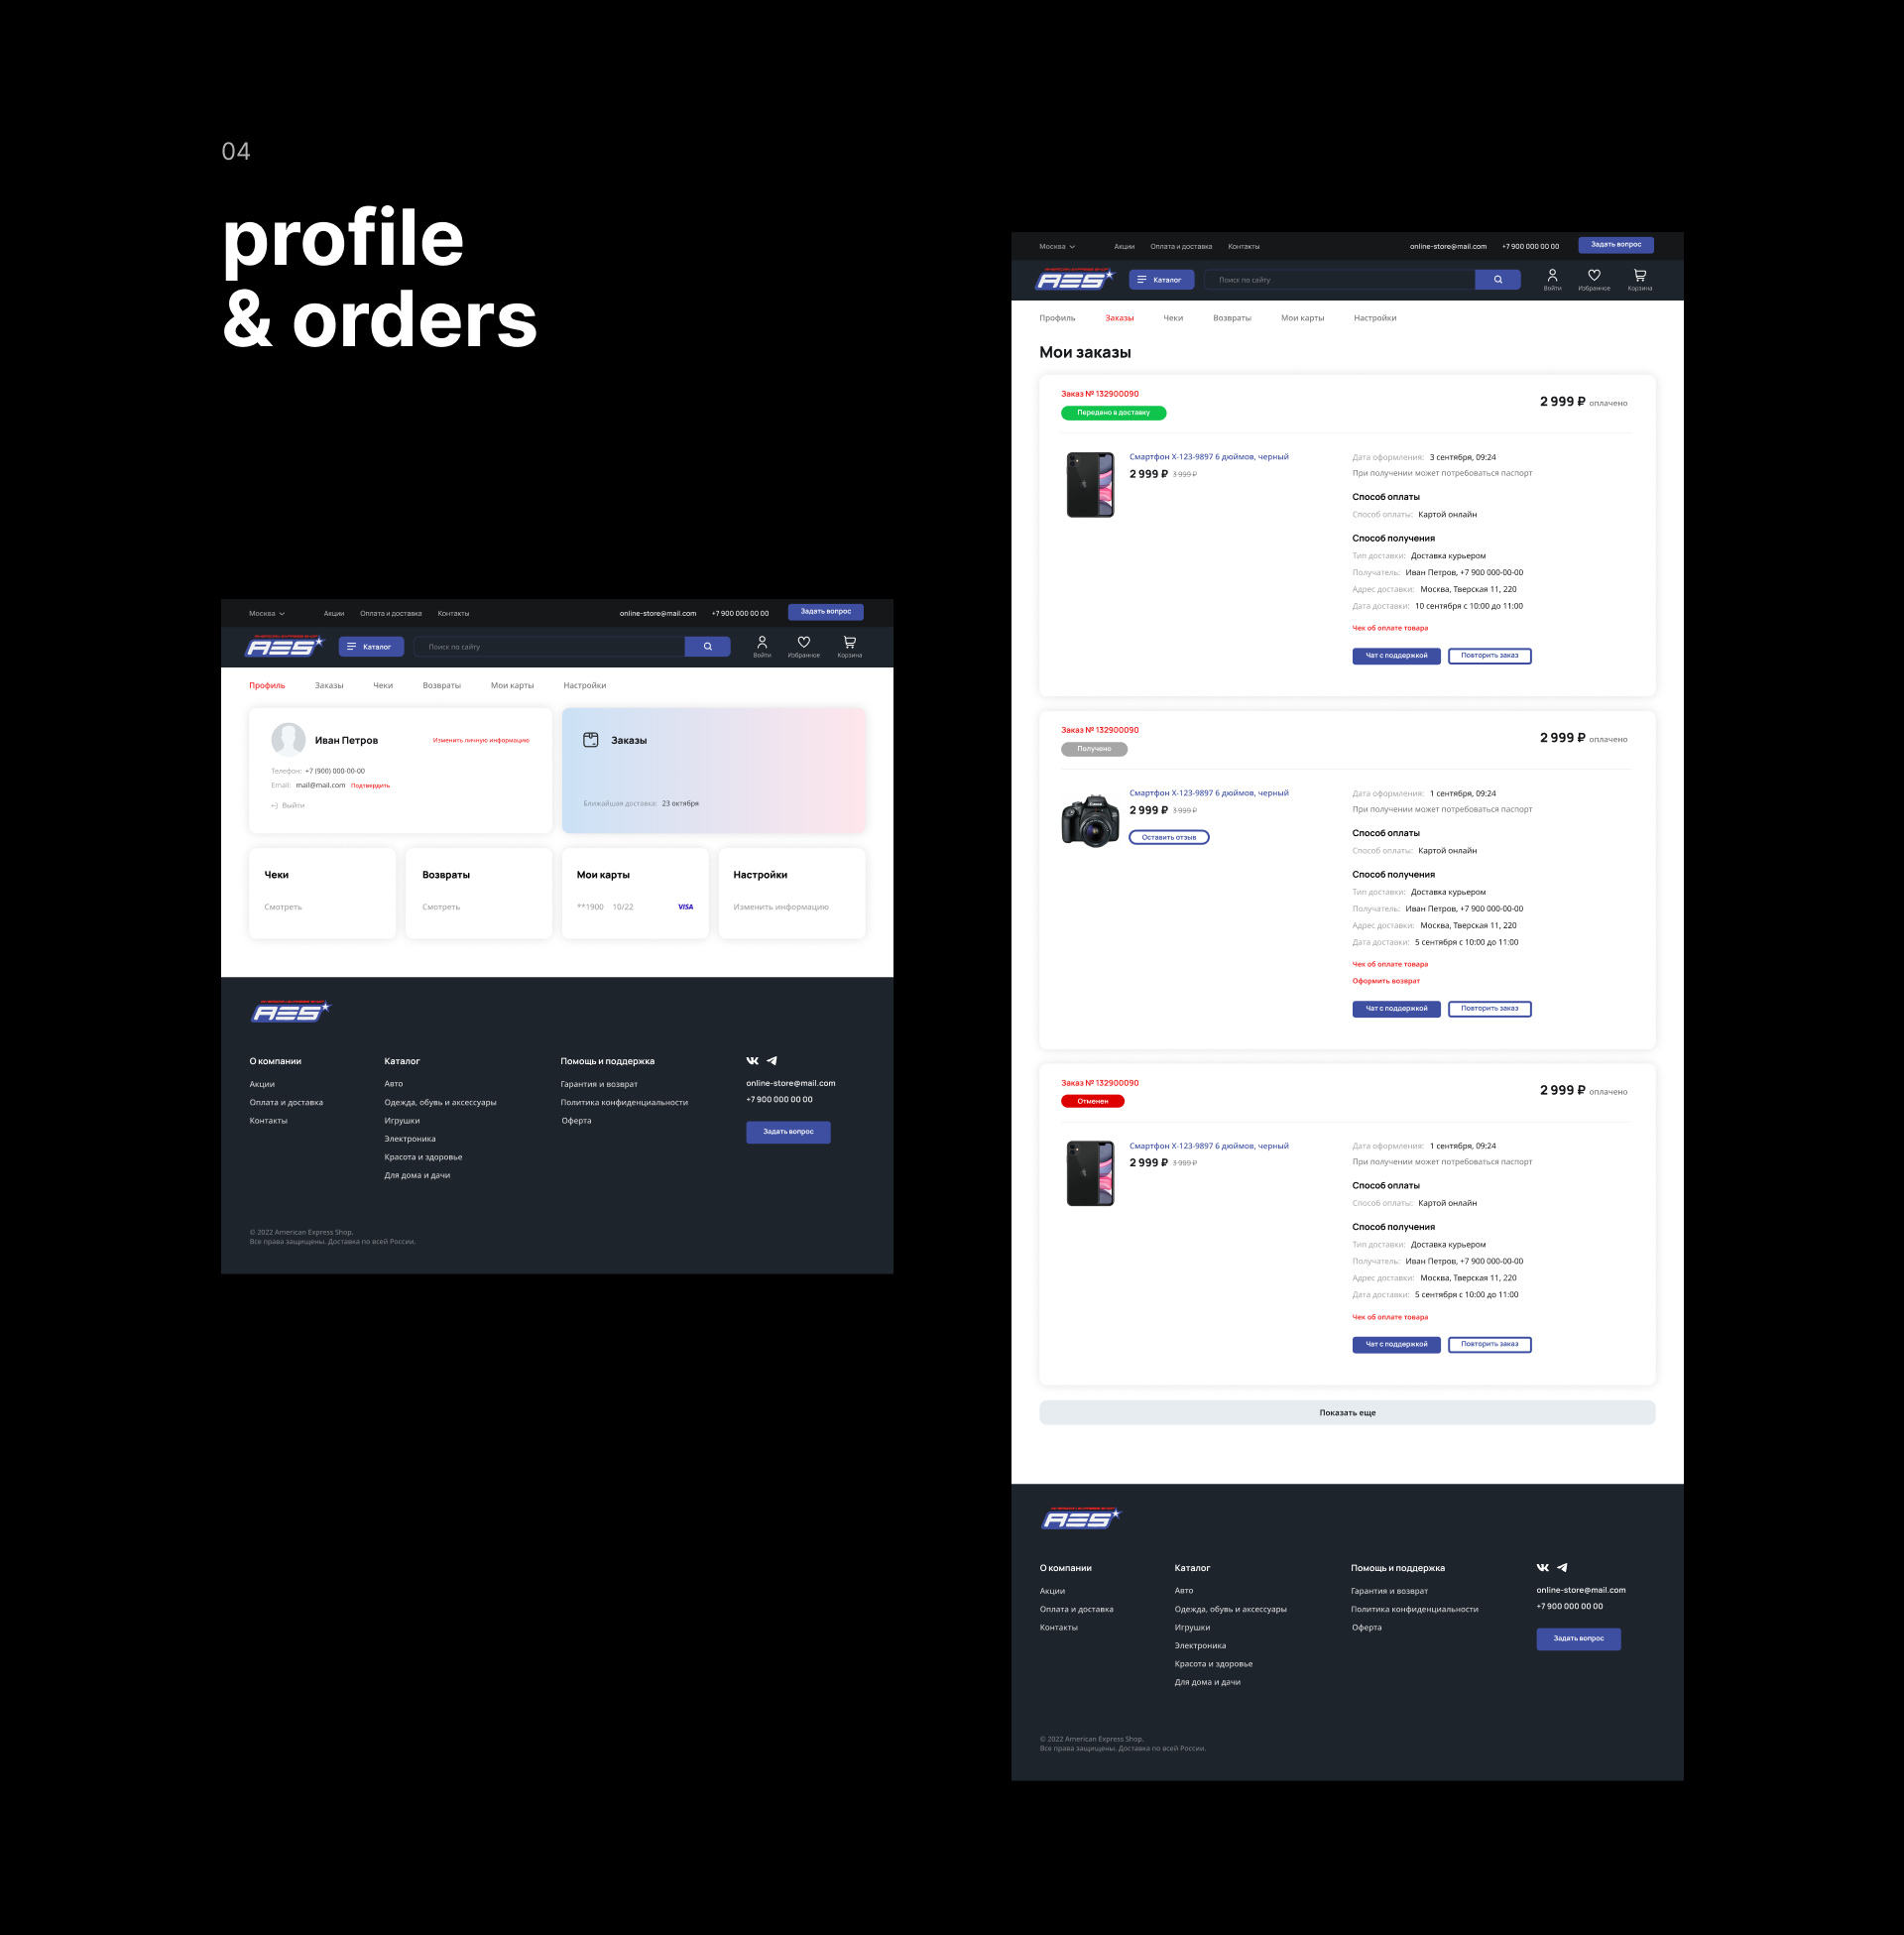 04
profile
& orders
Москва
Акции
Оплата и доставка
Контакты
online-store@mail.com
+7 900 000 00 00
Задать вопрос
AES
Каталог
Поиск по сайту
Войти
Избранное
Корзина
Профиль
Заказы
Чеки
Возвраты
Мои карты
Настройки
Иван Петров
Изменить личную информацию
Телефон: +7 (900) 000-00-00
Email: mail@mail.com Подтвердить
Выйти
Заказы
Ближайшая доставка: 23 октября
Чеки
Смотреть
Возвраты
Смотреть
Мои карты
**1900 10/22 VISA
Настройки
Изменить информацию
AES
О компании
Акции
Оплата и доставка
Контакты
Каталог
Авто
Одежда, обувь и аксессуары
Игрушки
Электроника
Красота и здоровье
Для дома и дачи
Помощь и поддержка
Гарантия и возврат
Политика конфиденциальности
Оферта
online-store@mail.com
+7 900 000 00 00
Задать вопрос
© 2022 American Express Shop.
Все права защищены. Доставка по всей России.
Москва
Акции
Оплата и доставка
Контакты
online-store@mail.com
+7 900 000 00 00
Задать вопрос
AES
Каталог
Поиск по сайту
Войти
Избранное
Корзина
Профиль
Заказы
Чеки
Возвраты
Мои карты
Настройки
Мои заказы
Заказ № 132900090
Передано в доставку
2 999 ₽ оплачено
Смартфон X-123-9897 6 дюймов, черный
2 999 ₽ 3 999 ₽
Дата оформления: 3 сентября, 09:24
При получении может потребоваться паспорт
Способ оплаты
Способ оплаты: Картой онлайн
Способ получения
Тип доставки: Доставка курьером
Получатель: Иван Петров, +7 900 000-00-00
Адрес доставки: Москва, Тверская 11, 220
Дата доставки: 10 сентября с 10:00 до 11:00
Чек об оплате товара
Чат с поддержкой
Повторить заказ
Заказ № 132900090
Получено
2 999 ₽ оплачено
Смартфон X-123-9897 6 дюймов, черный
2 999 ₽ 3 999 ₽
Оставить отзыв
Дата оформления: 1 сентября, 09:24
При получении может потребоваться паспорт
Способ оплаты
Способ оплаты: Картой онлайн
Способ получения
Тип доставки: Доставка курьером
Получатель: Иван Петров, +7 900 000-00-00
Адрес доставки: Москва, Тверская 11, 220
Дата доставки: 5 сентября с 10:00 до 11:00
Чек об оплате товара
Оформить возврат
Чат с поддержкой
Повторить заказ
Заказ № 132900090
Отменен
2 999 ₽ оплачено
Смартфон X-123-9897 6 дюймов, черный
2 999 ₽ 3 999 ₽
Дата оформления: 1 сентября, 09:24
При получении может потребоваться паспорт
Способ оплаты
Способ оплаты: Картой онлайн
Способ получения
Тип доставки: Доставка курьером
Получатель: Иван Петров, +7 900 000-00-00
Адрес доставки: Москва, Тверская 11, 220
Дата доставки: 5 сентября с 10:00 до 11:00
Чек об оплате товара
Чат с поддержкой
Повторить заказ
Показать еще
AES
О компании
Акции
Оплата и доставка
Контакты
Каталог
Авто
Одежда, обувь и аксессуары
Игрушки
Электроника
Красота и здоровье
Для дома и дачи
Помощь и поддержка
Гарантия и возврат
Политика конфиденциальности
Оферта
online-store@mail.com
+7 900 000 00 00
Задать вопрос
© 2022 American Express Shop.
Все права защищены. Доставка по всей России.